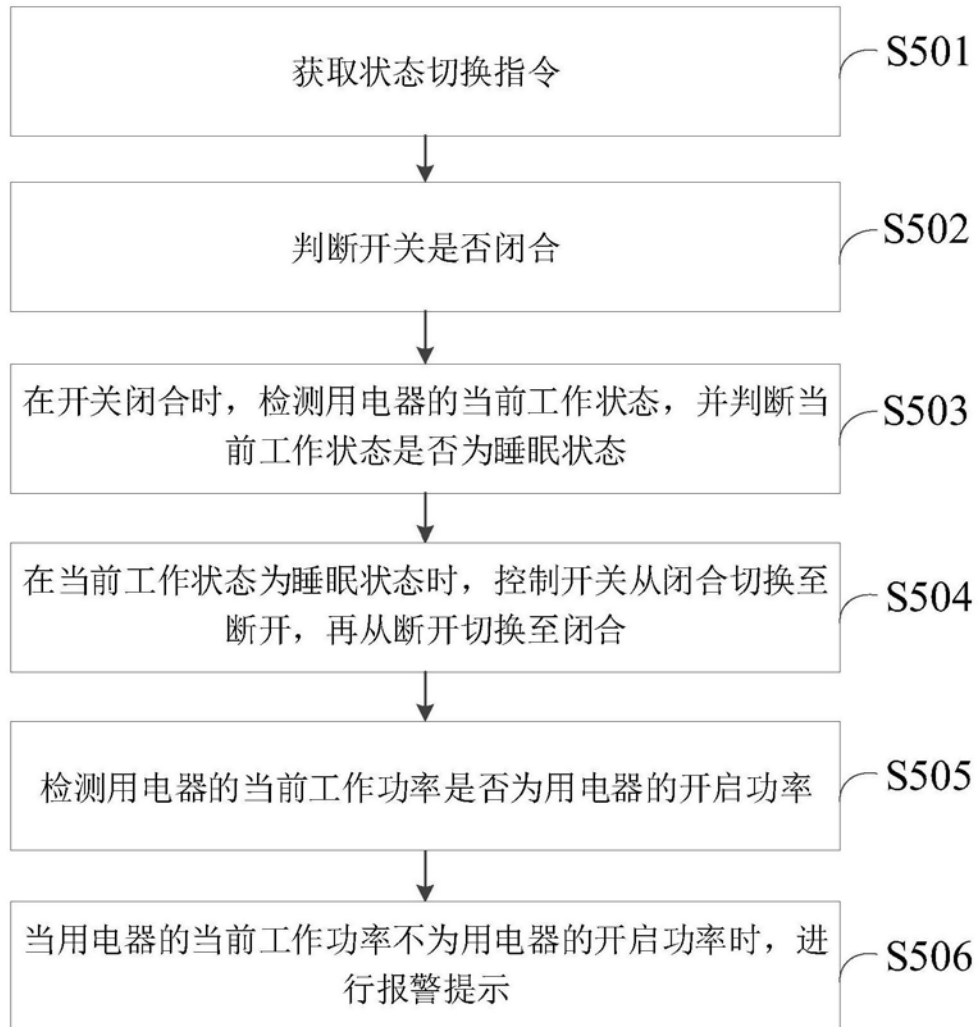 获取状态切换指令
S501
判断开关是否闭合
S502
在开关闭合时，检测用电器的当前工作状态，并判断当
前工作状态是否为睡眠状态
S503
在当前工作状态为睡眠状态时，控制开关从闭合切换至
断开，再从断开切换至闭合
S504
检测用电器的当前工作功率是否为用电器的开启功率
S505
当用电器的当前工作功率不为用电器的开启功率时，进
行报警提示
S506